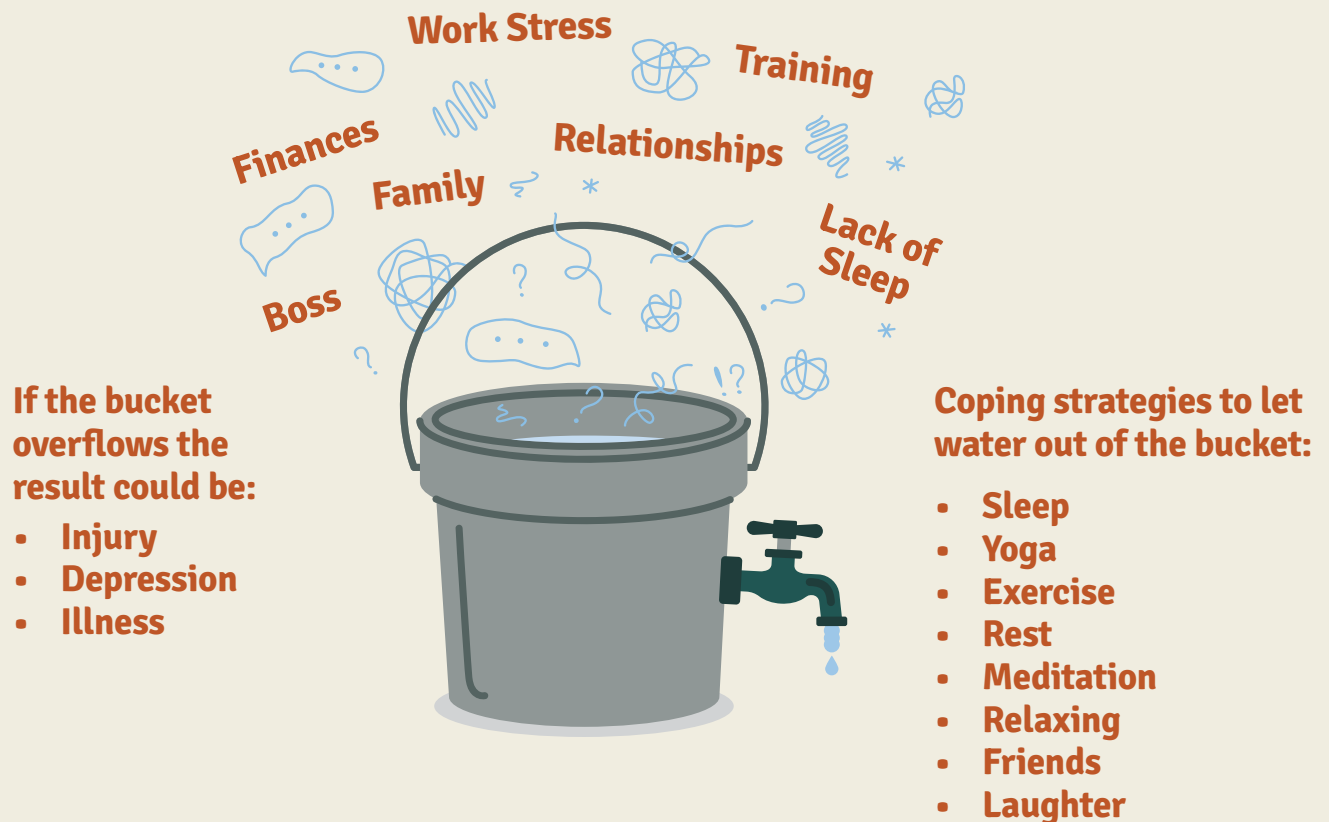 Work Stress
Training
Finances
Relationships
Family
Lack of
Sleep
Boss
If the bucket
overflows the
result could be:
• Injury
• Depression
• Illness
Coping strategies to let
water out of the bucket:
• Sleep
• Yoga
• Exercise
• Rest
• Meditation
• Relaxing
• Friends
• Laughter